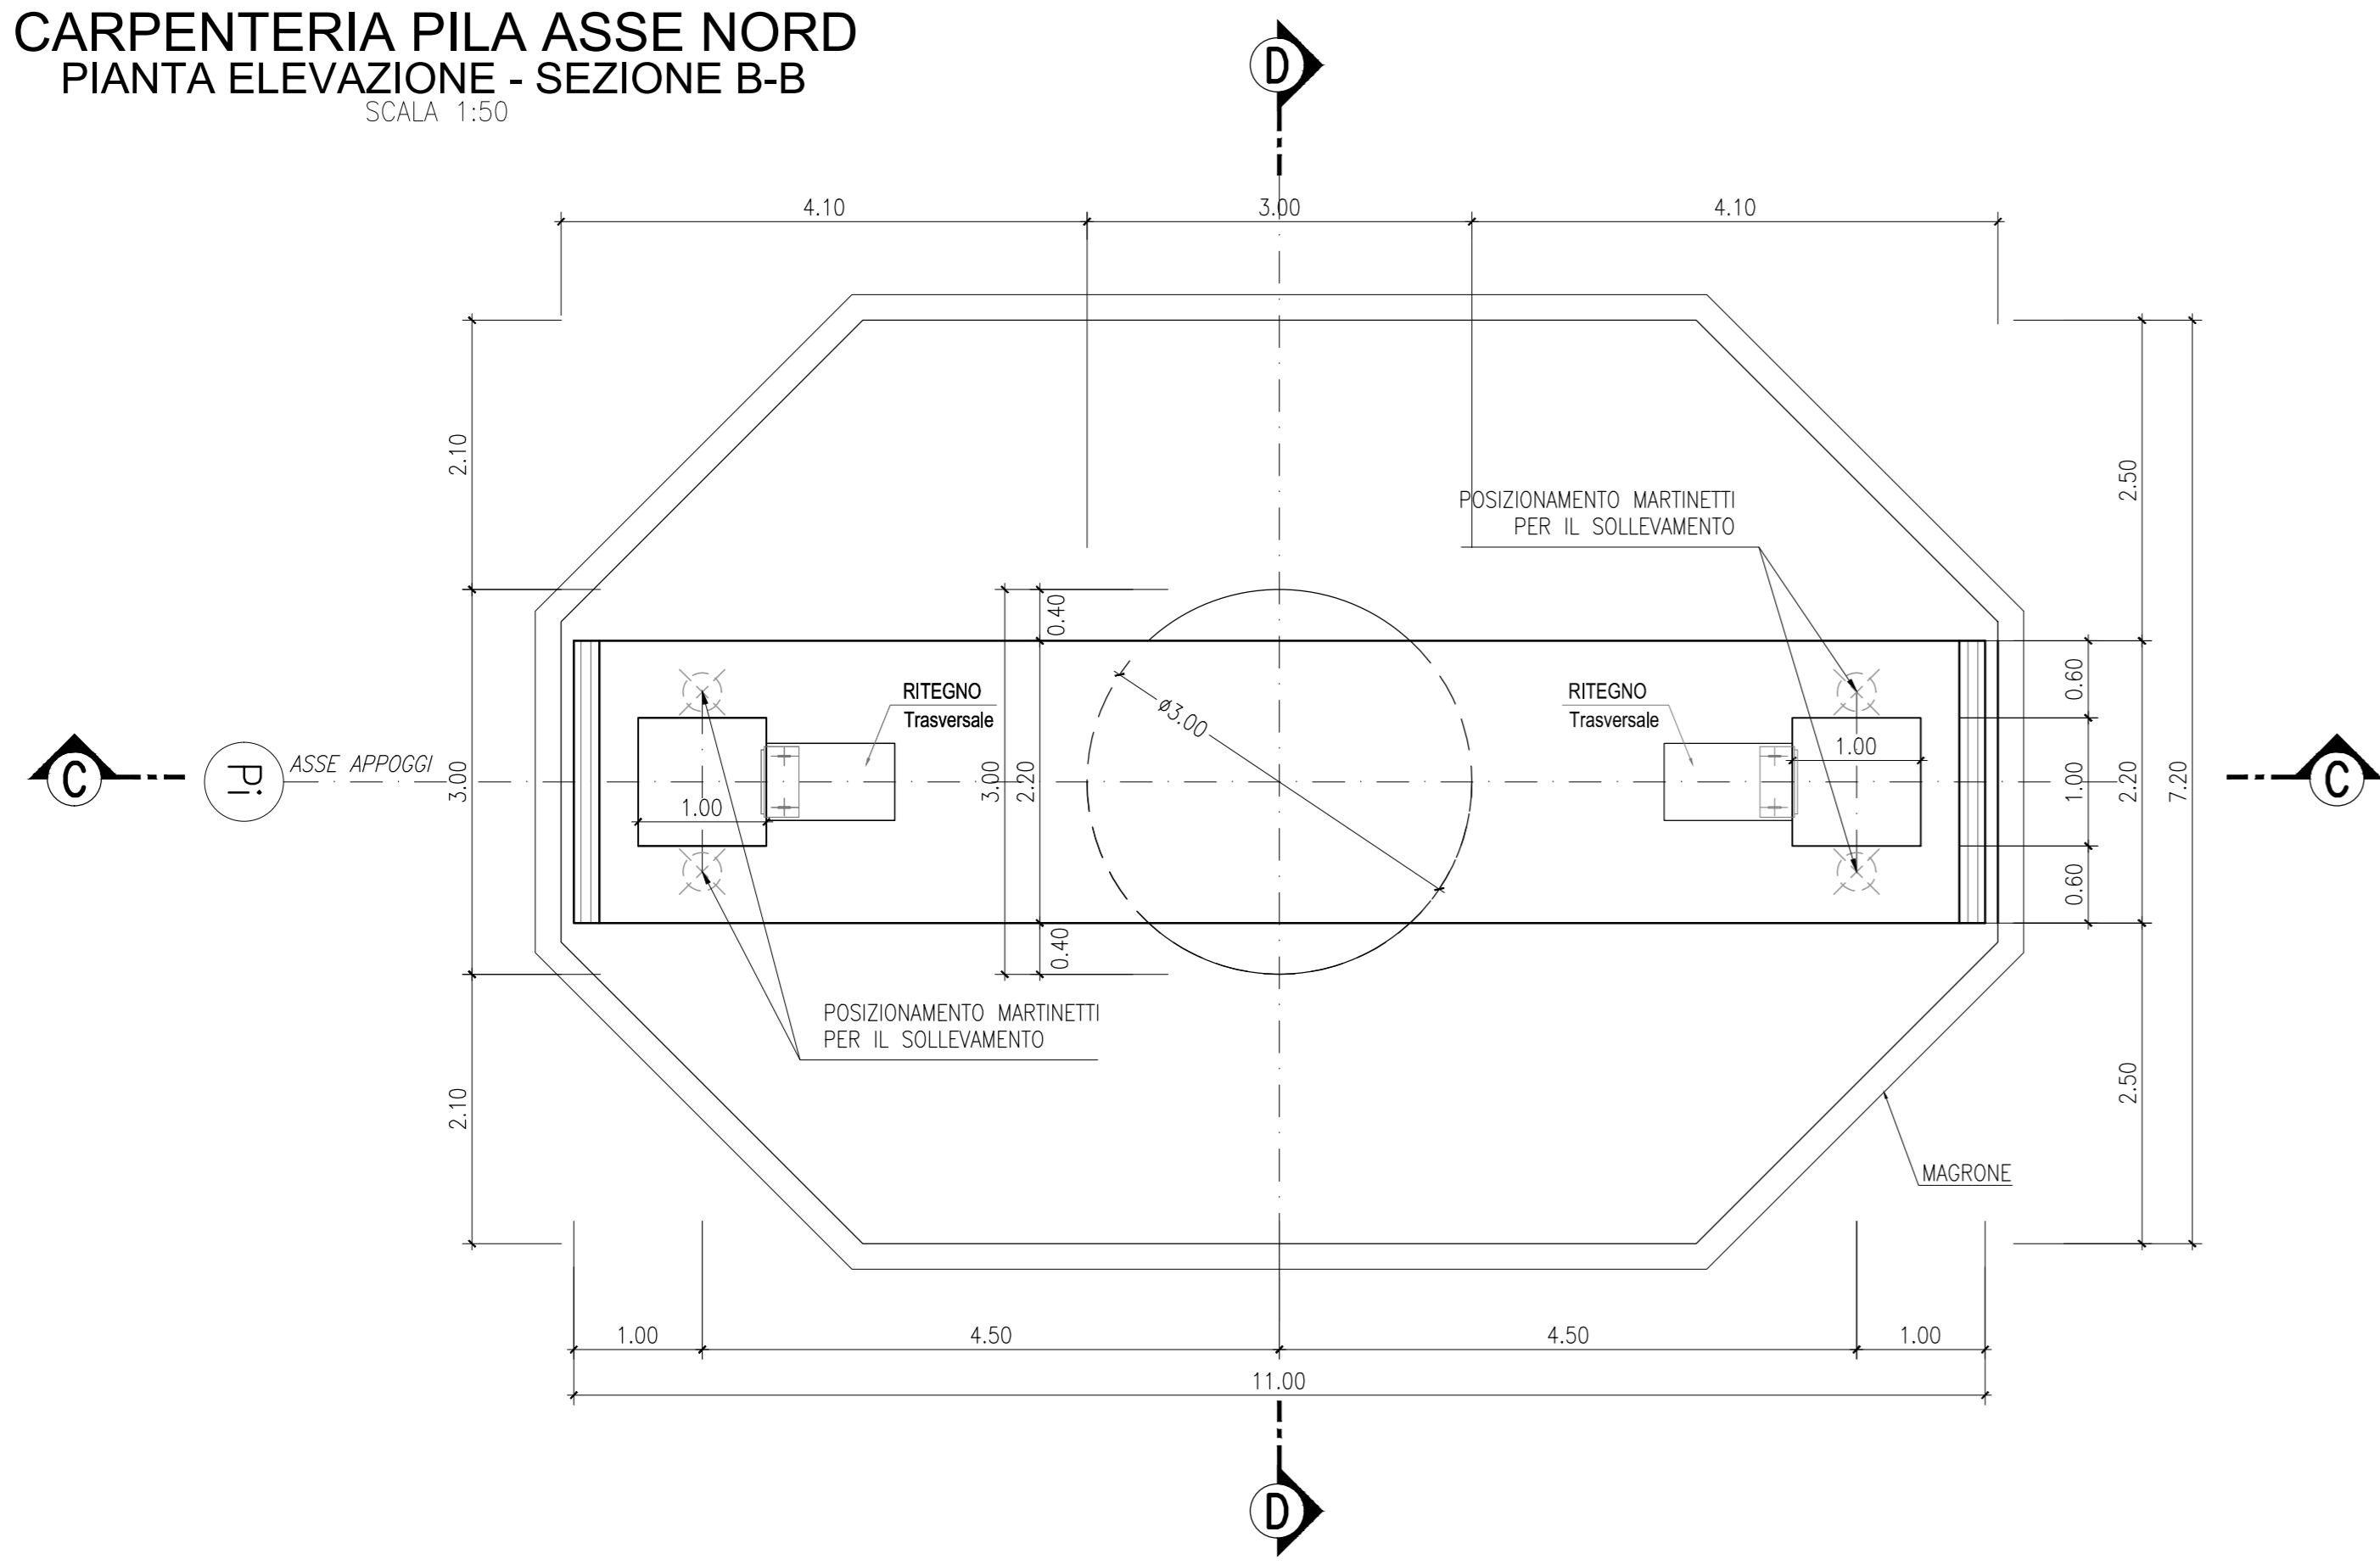 CARPENTERIA PILA ASSE NORD
PIANTA ELEVAZIONE - SEZIONE B-B
SCALA 1:50
D
4.10
3.00
4.10
2.10
3.00
2.10
POSIZIONAMENTO MARTINETTI
PER IL SOLLEVAMENTO
2.50
2.20
2.50
7.20
0.60
1.00
0.60
0.40
3.00
2.20
0.40
RITEGNO
Trasversale
ø3.00
RITEGNO
Trasversale
C
Pi
ASSE APPOGGI
1.00
1.00
C
POSIZIONAMENTO MARTINETTI
PER IL SOLLEVAMENTO
MAGRONE
1.00
4.50
4.50
1.00
11.00
D